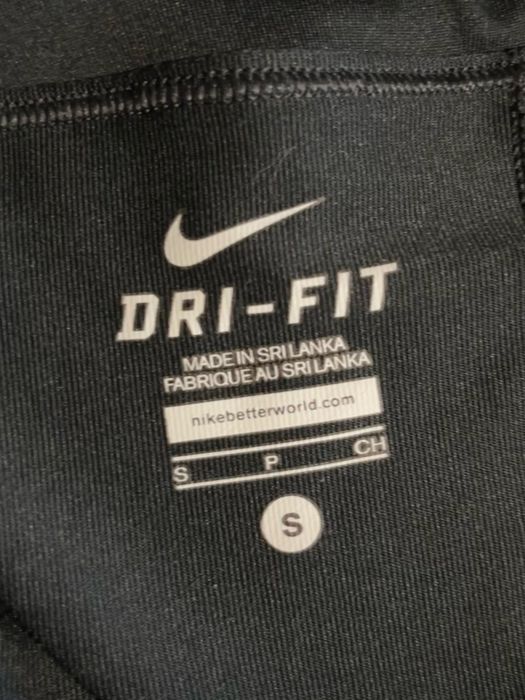 DRI-FIT
MADE IN SRI LANKA
FABRIQUE AU SRI LANKA
nikebetterworld.com
S P CH
S